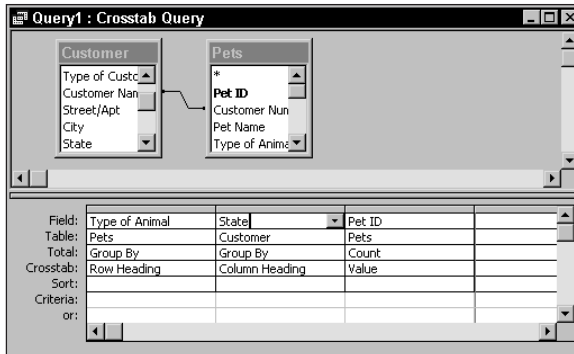 Query1 : Crosstab Query
Customer
Type of Custc
Customer Nan
Street/Apt
City
State
Pets
*
Pet ID
Customer Nun
Pet Name
Type of Anima
Field: Type of Animal State Pet ID
Table: Pets Customer Pets
Total: Group By Group By Count
Crosstab: Row Heading Column Heading Value
Sort:
Criteria:
or: